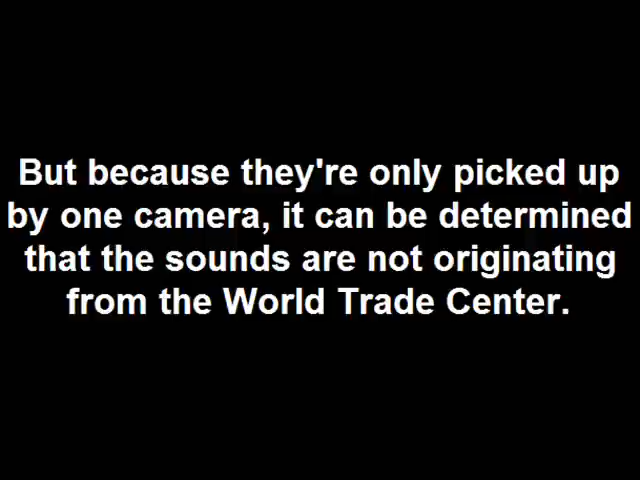 But because they're only picked up
by one camera, it can be determined
that the sounds are not originating
from the World Trade Center.